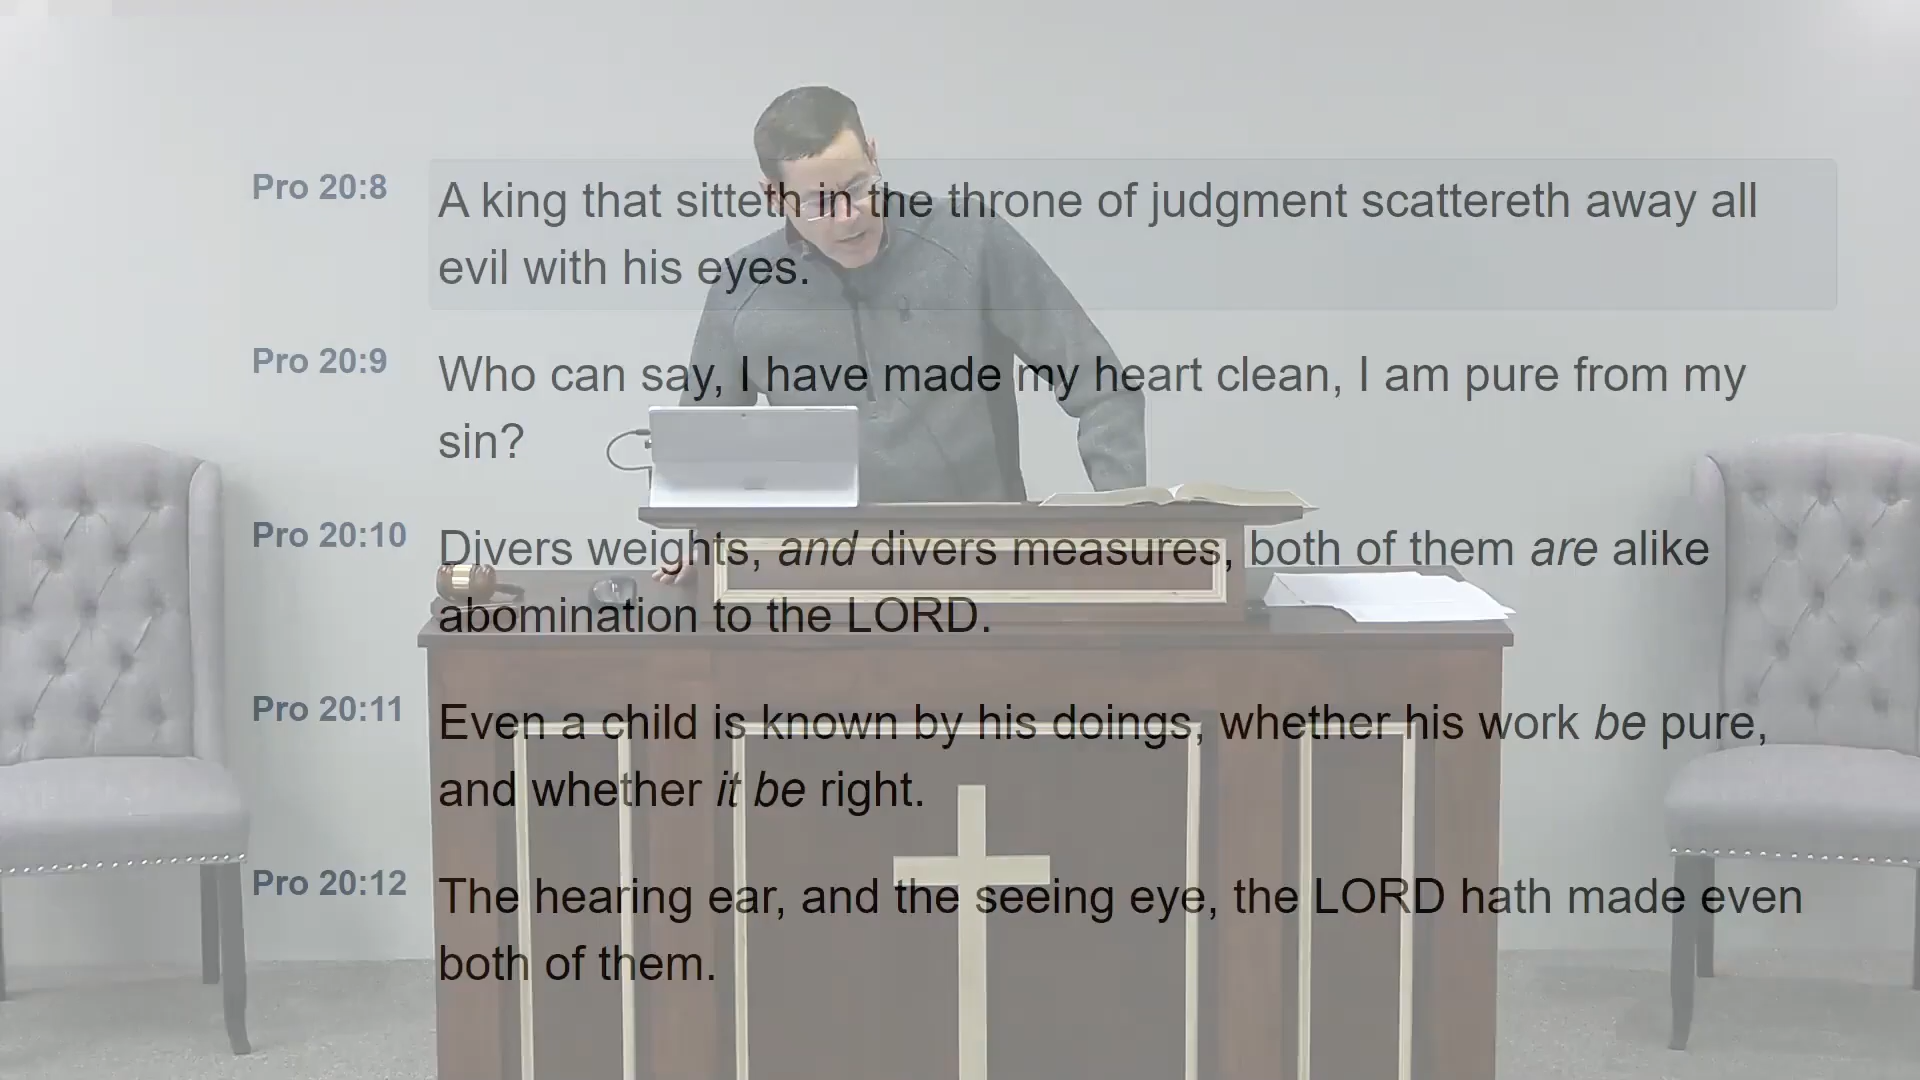 Pro 20:8 A king that sitteth in the throne of judgment scattereth away all
evil with his eyes.
Pro 20:9 Who can say, I have made my heart clean, I am pure from my
sin?
Pro 20:10 Divers weights, and divers measures, both of them are alike
abomination to the LORD.
Pro 20:11 Even a child is known by his doings, whether his work be pure,
and whether it be right.
Pro 20:12 The hearing ear, and the seeing eye, the LORD hath made even
both of them.